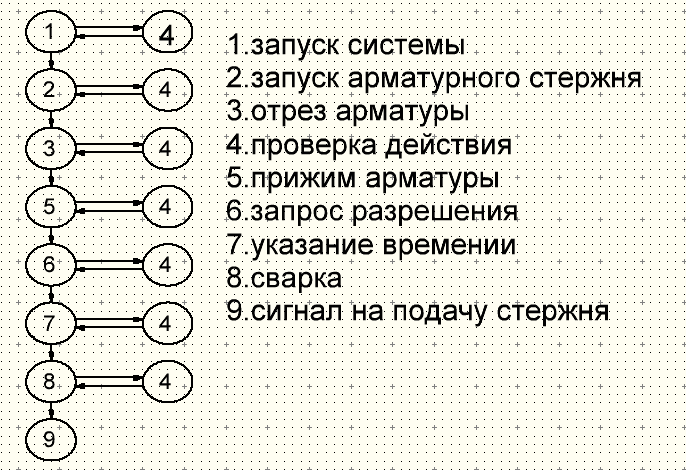 1 4
1.запуск системы
2 4
2.запуск арматурного стержня
3.отрез арматуры
3 4
4.проверка действия
5.прижим арматуры
5 4
6.запрос разрешения
7.указание времении
6 4
8.сварка
9.сигнал на подачу стержня
7 4
8 4
9